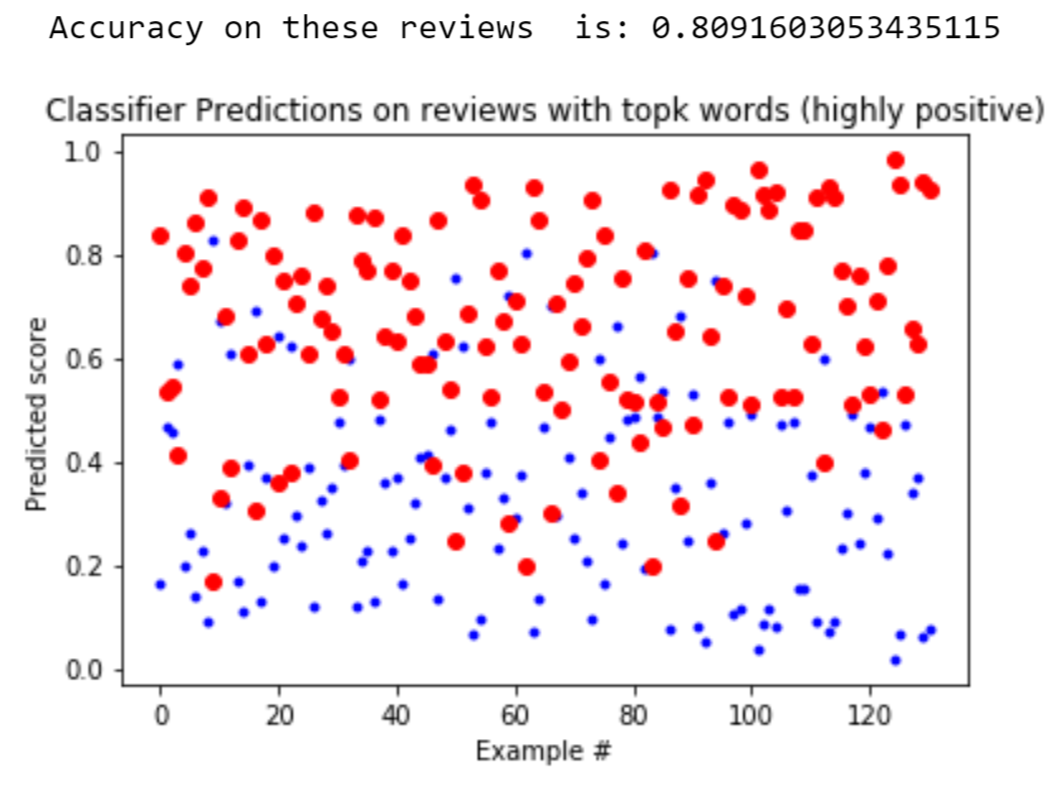 Accuracy on these reviews  is: 0.8091603053435115
Classifier Predictions on reviews with topk words (highly positive)
1.0
0.8
0.6
0.4
0.2
0.0
Predicted score
0 20 40 60 80 100 120
Example #